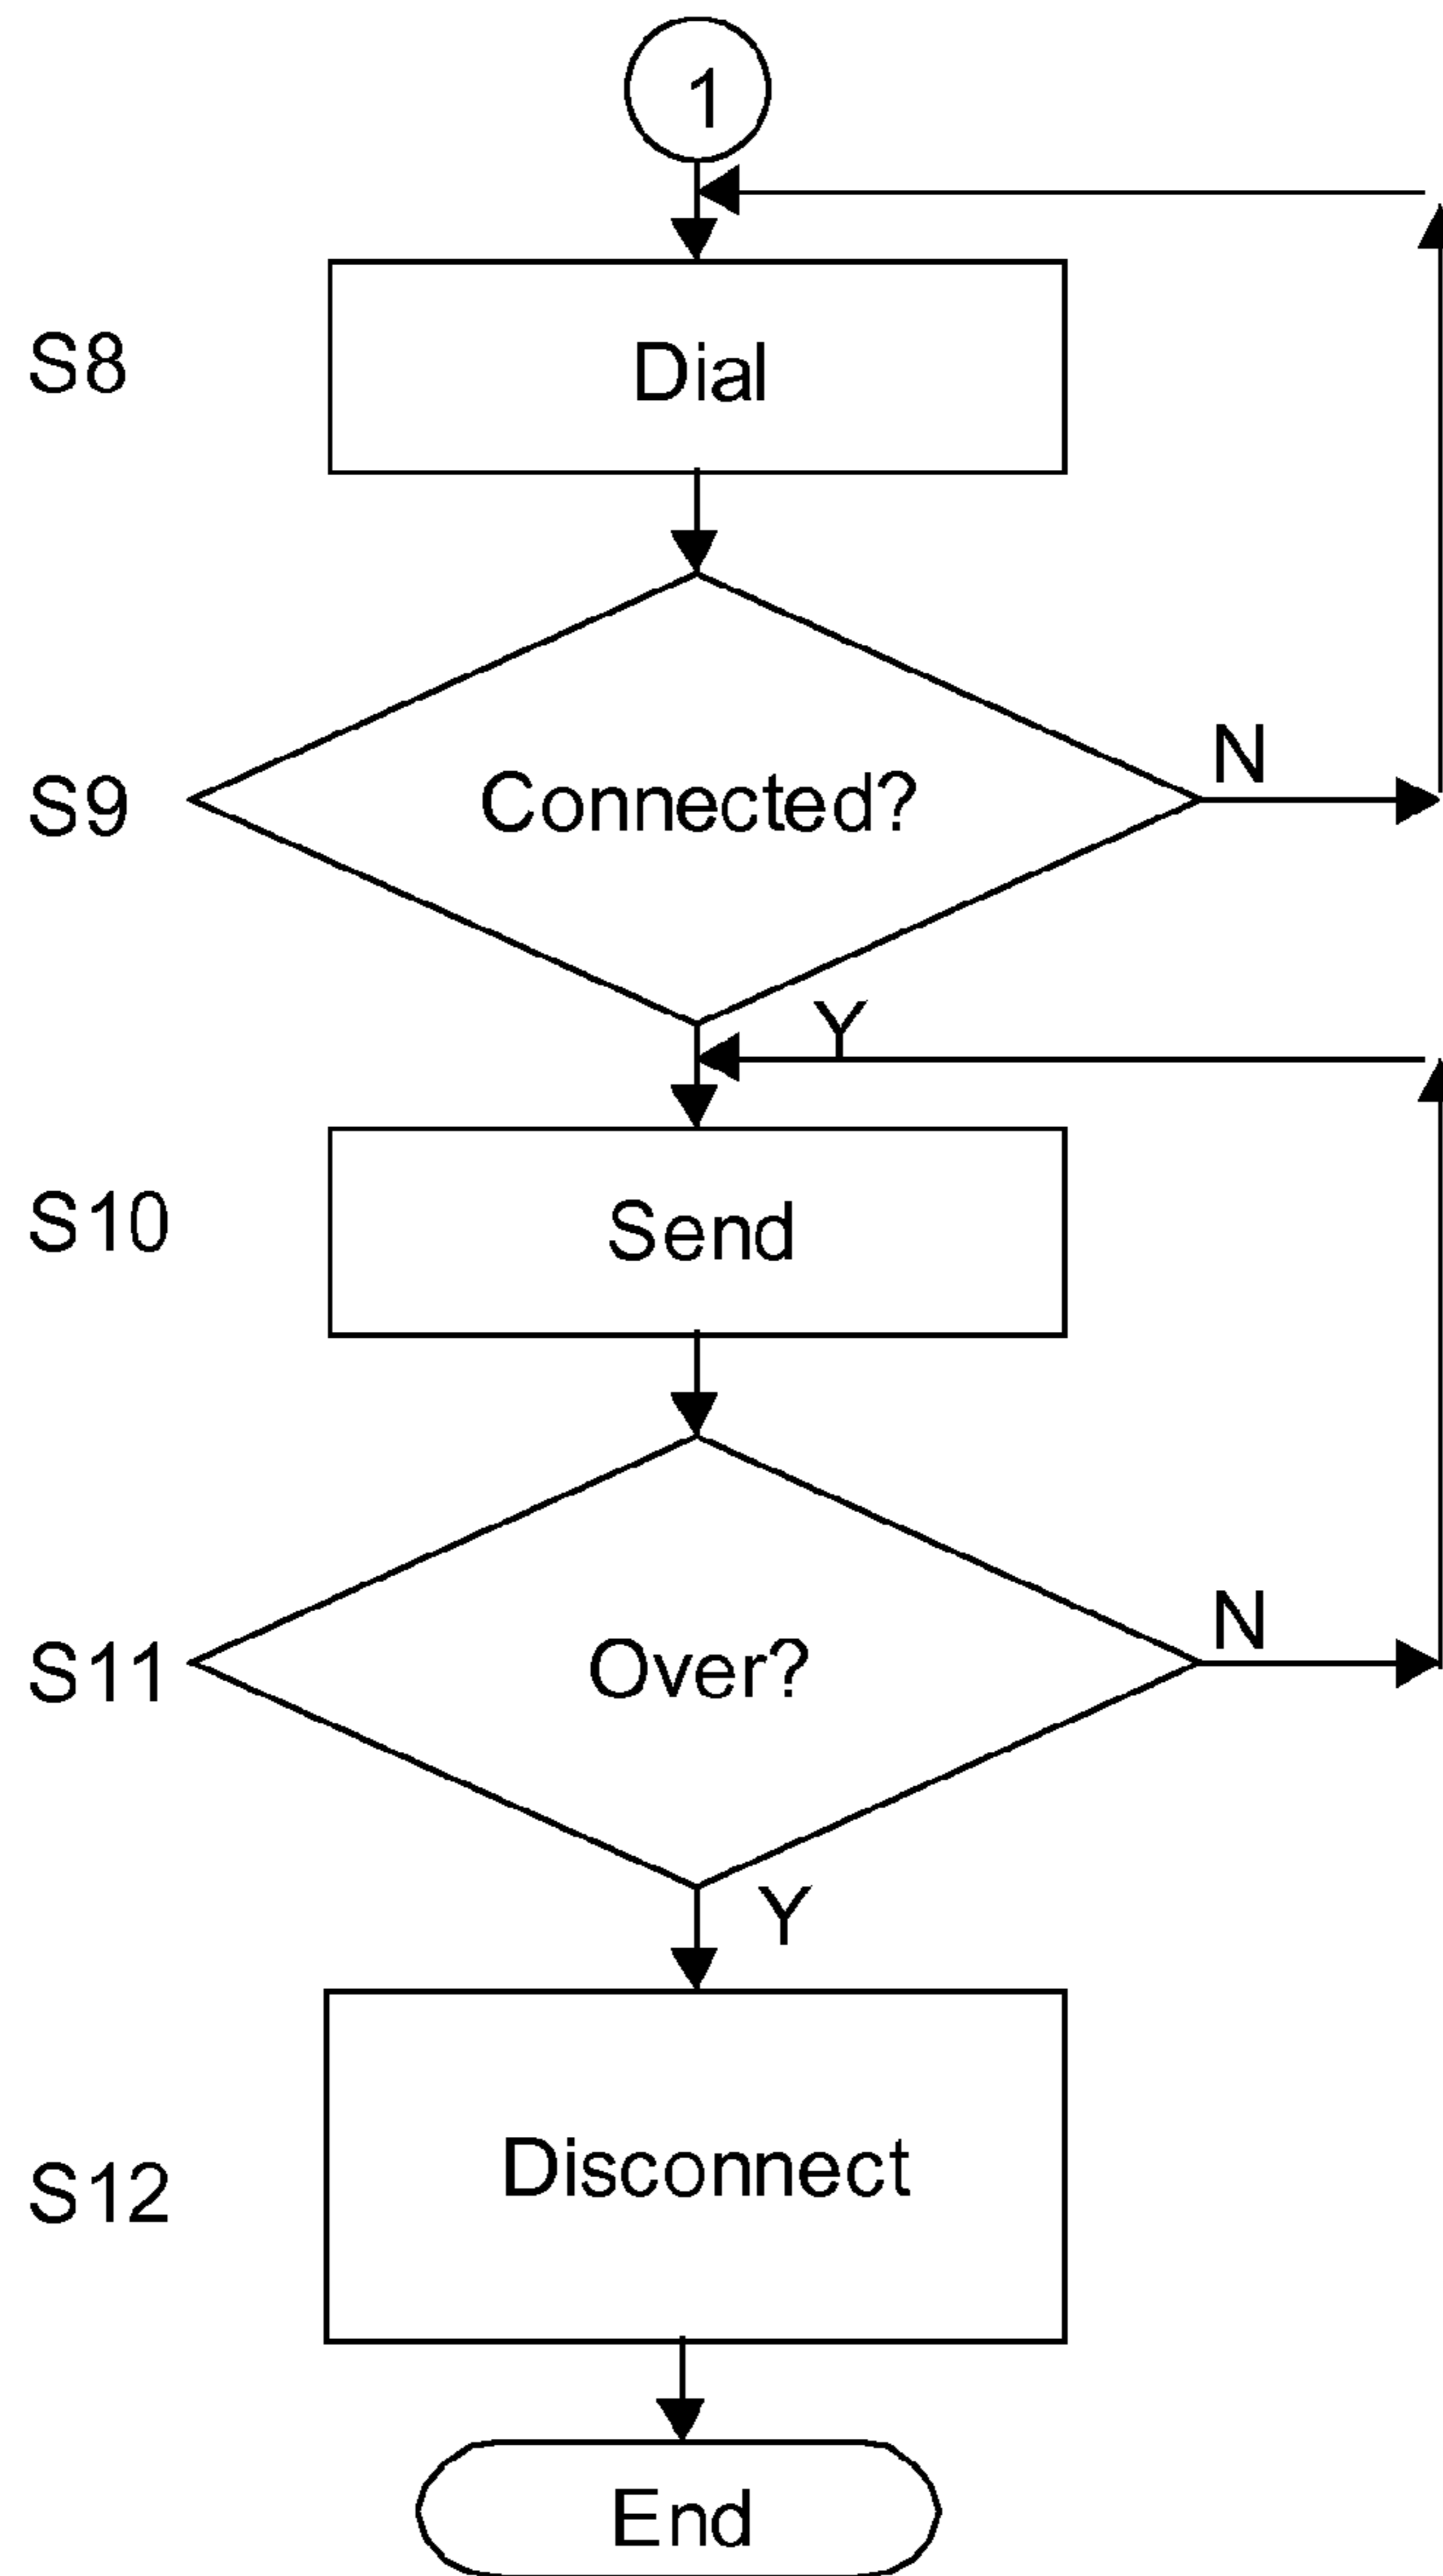 1
S8
Dial
S9
Connected?
N
Y
S10
Send
S11
Over?
N
Y
S12
Disconnect
End